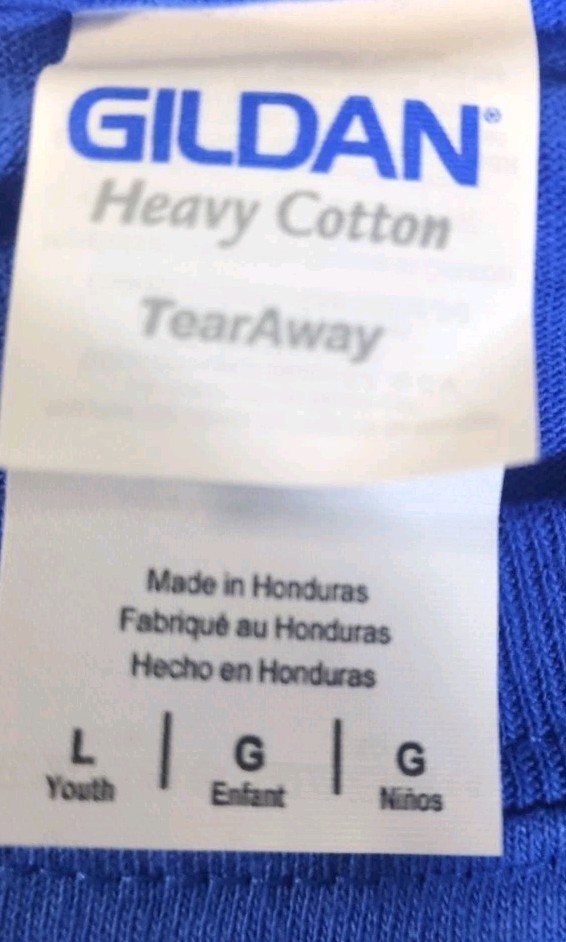 GILDAN®
Heavy Cotton
TearAway
Made in Honduras
Fabriqué au Honduras
Hecho en Honduras
L | G | G
Youth Enfant Niños